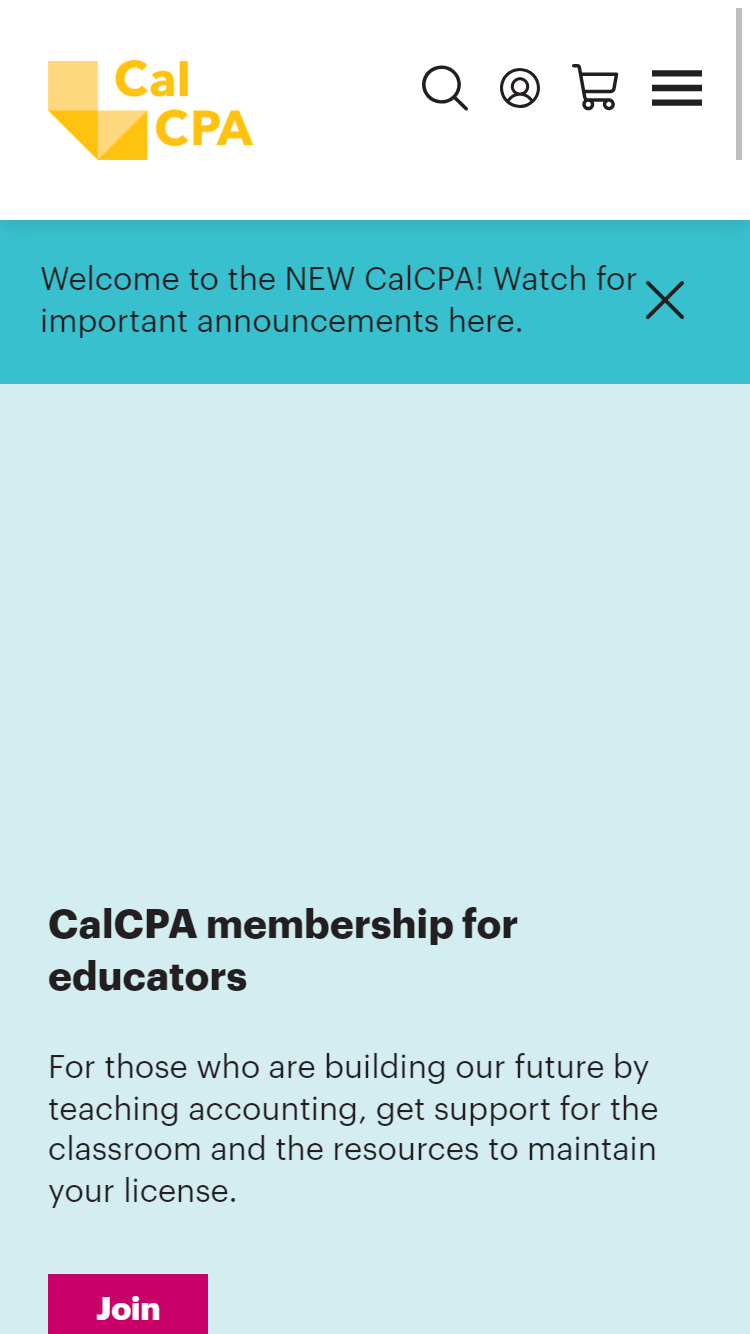 Cal
CPA
Welcome to the NEW CalCPA! Watch for
important announcements here.
CalCPA membership for
educators
For those who are building our future by
teaching accounting, get support for the
classroom and the resources to maintain
your license.
Join